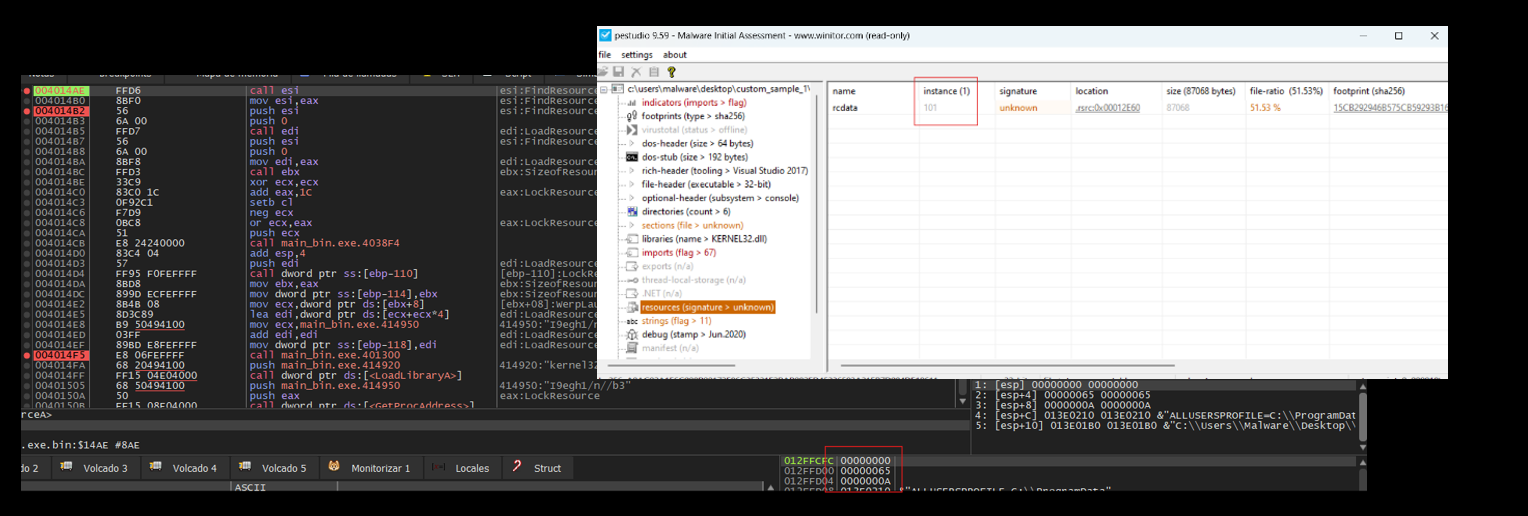 pestudio 9.59 - Malware Initial Assessment - www.winitor.com (read-only)
file settings about
c:\users\malware\desktop\custom_sample_1\
indicators (imports > flag)
footprints (type > sha256)
virustotal (status > offline)
dos-header (size > 64 bytes)
dos-stub (size > 192 bytes)
rich-header (tooling > Visual Studio 2017)
file-header (executable > 32-bit)
optional-header (subsystem > console)
directories (count > 6)
sections (file > unknown)
libraries (name > KERNEL32.dll)
imports (flag > 67)
exports (n/a)
thread-local-storage (n/a)
.NET (n/a)
resources (signature > unknown)
abc strings (flag > 11)
debug (stamp > Jun.2020)
manifest (n/a)
name instance (1) signature location size (87068 bytes) file-ratio (51.53%) footprint (sha256)
rcdata 101 unknown .rsrc:0x00012E60 87068 51.53 % 15CB292946B575CB59293B16
004014AE FFD6 call esi esi:FindResource
004014B0 8BF0 mov esi,eax esi:FindResource
004014B2 56 push esi esi:FindResource
004014B3 6A 00 push 0
004014B5 FFD7 call edi edi:LoadResource
004014B7 56 push esi esi:FindResource
004014B8 6A 00 push 0
004014BA 8BF8 mov edi,eax edi:LoadResource
004014BC FFD3 call ebx ebx:SizeofResource
004014BE 33C9 xor ecx,ecx
004014C0 83C0 1C add eax,1C eax:LockResource
004014C3 0F92C1 setb cl
004014C6 F7D9 neg ecx
004014C8 0BC8 or ecx,eax eax:LockResource
004014CA 51 push ecx
004014CB E8 24240000 call main_bin.exe.4038F4
004014D0 83C4 04 add esp,4
004014D3 57 push edi edi:LoadResource
004014D4 FF95 F0FEFFFF call dword ptr ss:[ebp-110] [ebp-110]:LockRe
004014DA 8BD8 mov ebx,eax ebx:SizeofResource
004014DC 899D ECFEFFFF mov dword ptr ss:[ebp-114],ebx ebx:SizeofResource
004014E2 8B4B 08 mov ecx,dword ptr ds:[ebx+8] [ebx+08]:WerpLau
004014E5 8D3C89 lea edi,dword ptr ds:[ecx+ecx*4] edi:LoadResource
004014E8 B9 50494100 mov ecx,main_bin.exe.414950 414950:"I9egh1/n
004014ED 03FF add edi,edi edi:LoadResource
004014EF 89BD E8FEFFFF mov dword ptr ss:[ebp-118],edi edi:LoadResource
004014F5 E8 06FEFFFF call main_bin.exe.401300
004014FA 68 20494100 push main_bin.exe.414920 414920:"kernel32
004014FF FF15 04E04000 call dword ptr ds:[<LoadLibraryA>]
00401505 68 50494100 push main_bin.exe.414950 414950:"I9egh1/n//b3"
0040150A 50 push eax eax:LockResource
0040150B FF15 08E04000 call dword ptr ds:[<GetProcAddress>]
rceA>
.exe.bin:$14AE #8AE
1: [esp] 00000000 00000000
2: [esp+4] 00000065 00000065
3: [esp+8] 0000000A 0000000A
4: [esp+C] 013E0210 013E0210 &"ALLUSERSPROFILE=C:\\ProgramDat
5: [esp+10] 013E01B0 013E01B0 &"C:\\Users\\Malware\\Desktop\\
do 2 Volcado 3 Volcado 4 Volcado 5 Monitorizar 1 Locales Struct
ASCII
012FFCFC 00000000
012FFD00 00000065
012FFD04 0000000A
012FFD08 013E0210 &"ALLUSERSPROFILE=C:\\ProgramData"